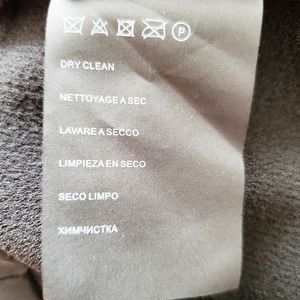 P
DRY CLEAN
NETTOYAGE A SEC
LAVARE A SECCO
LIMPIEZA EN SECO
SECO LIMPO
ХИМЧИСТКА